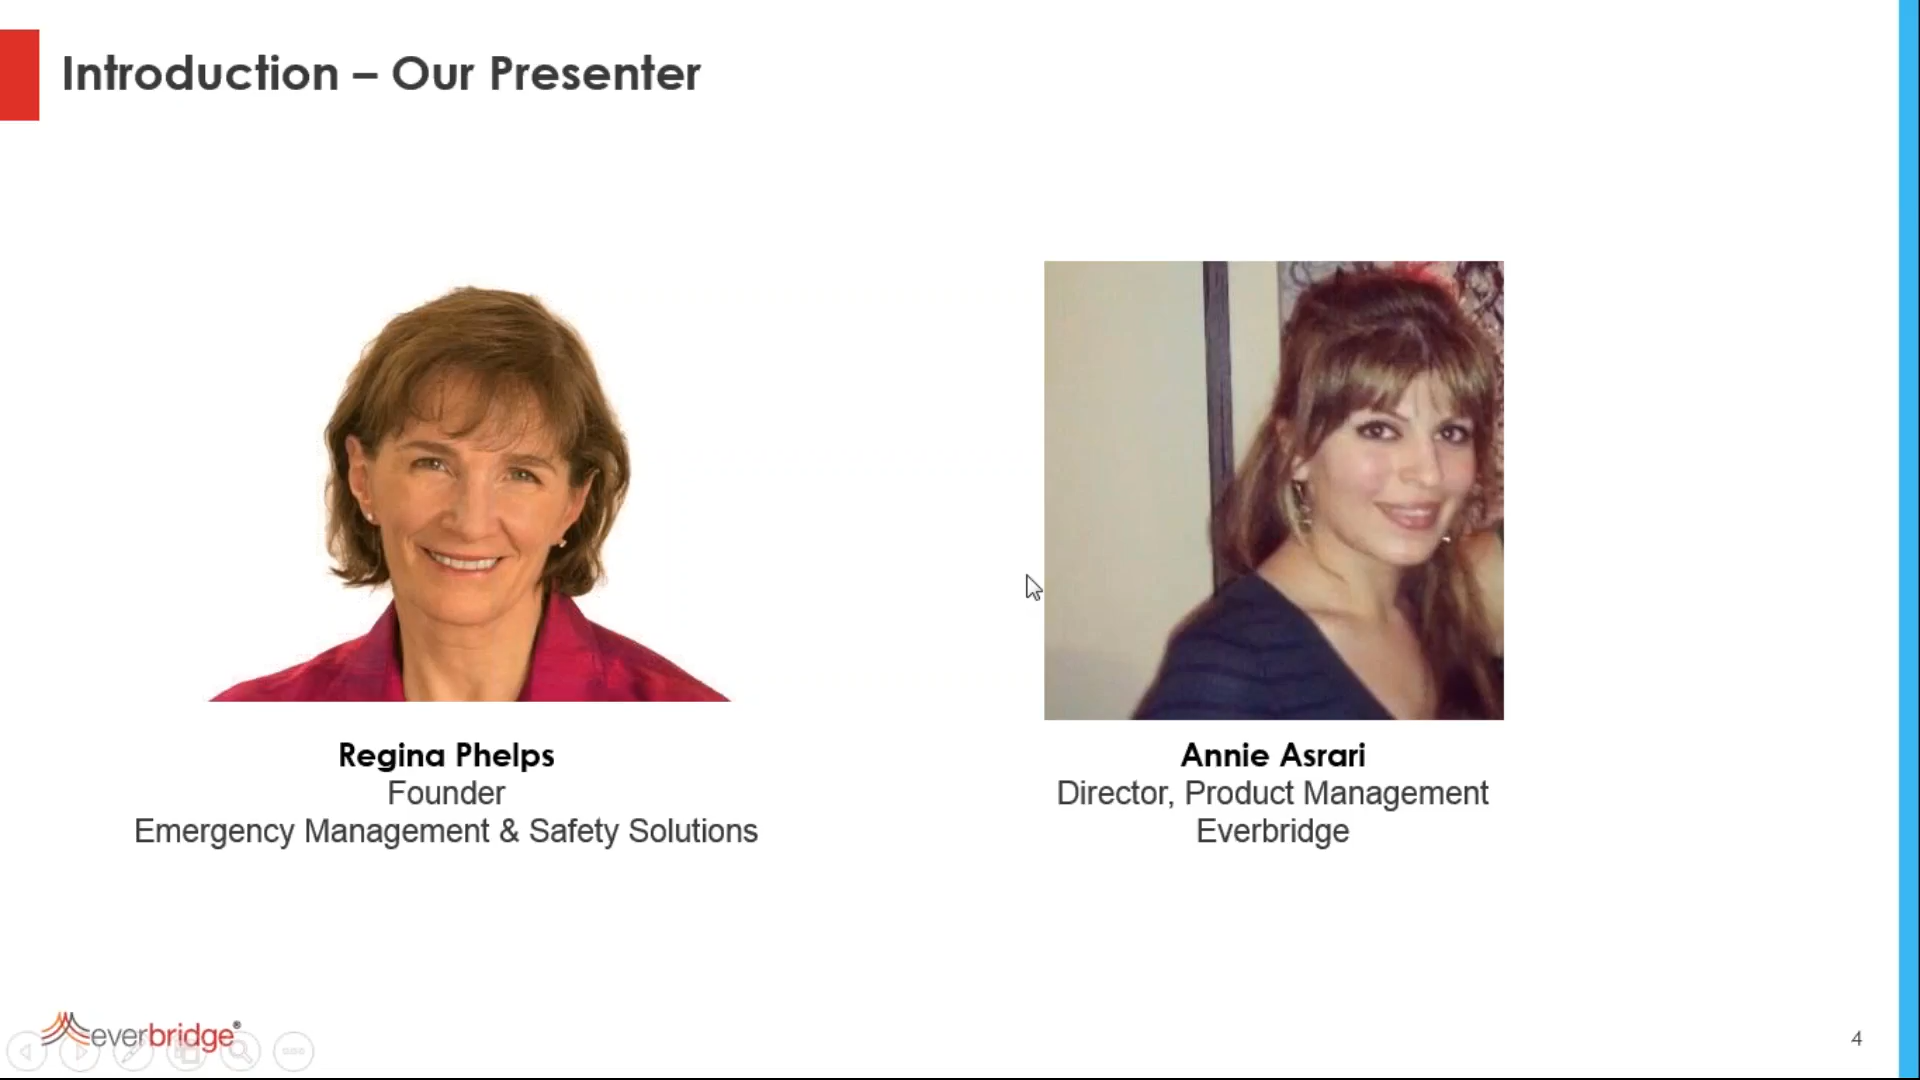 Introduction – Our Presenter
Regina Phelps
Founder
Emergency Management & Safety Solutions
Annie Asrari
Director, Product Management
Everbridge
everbridge®
4